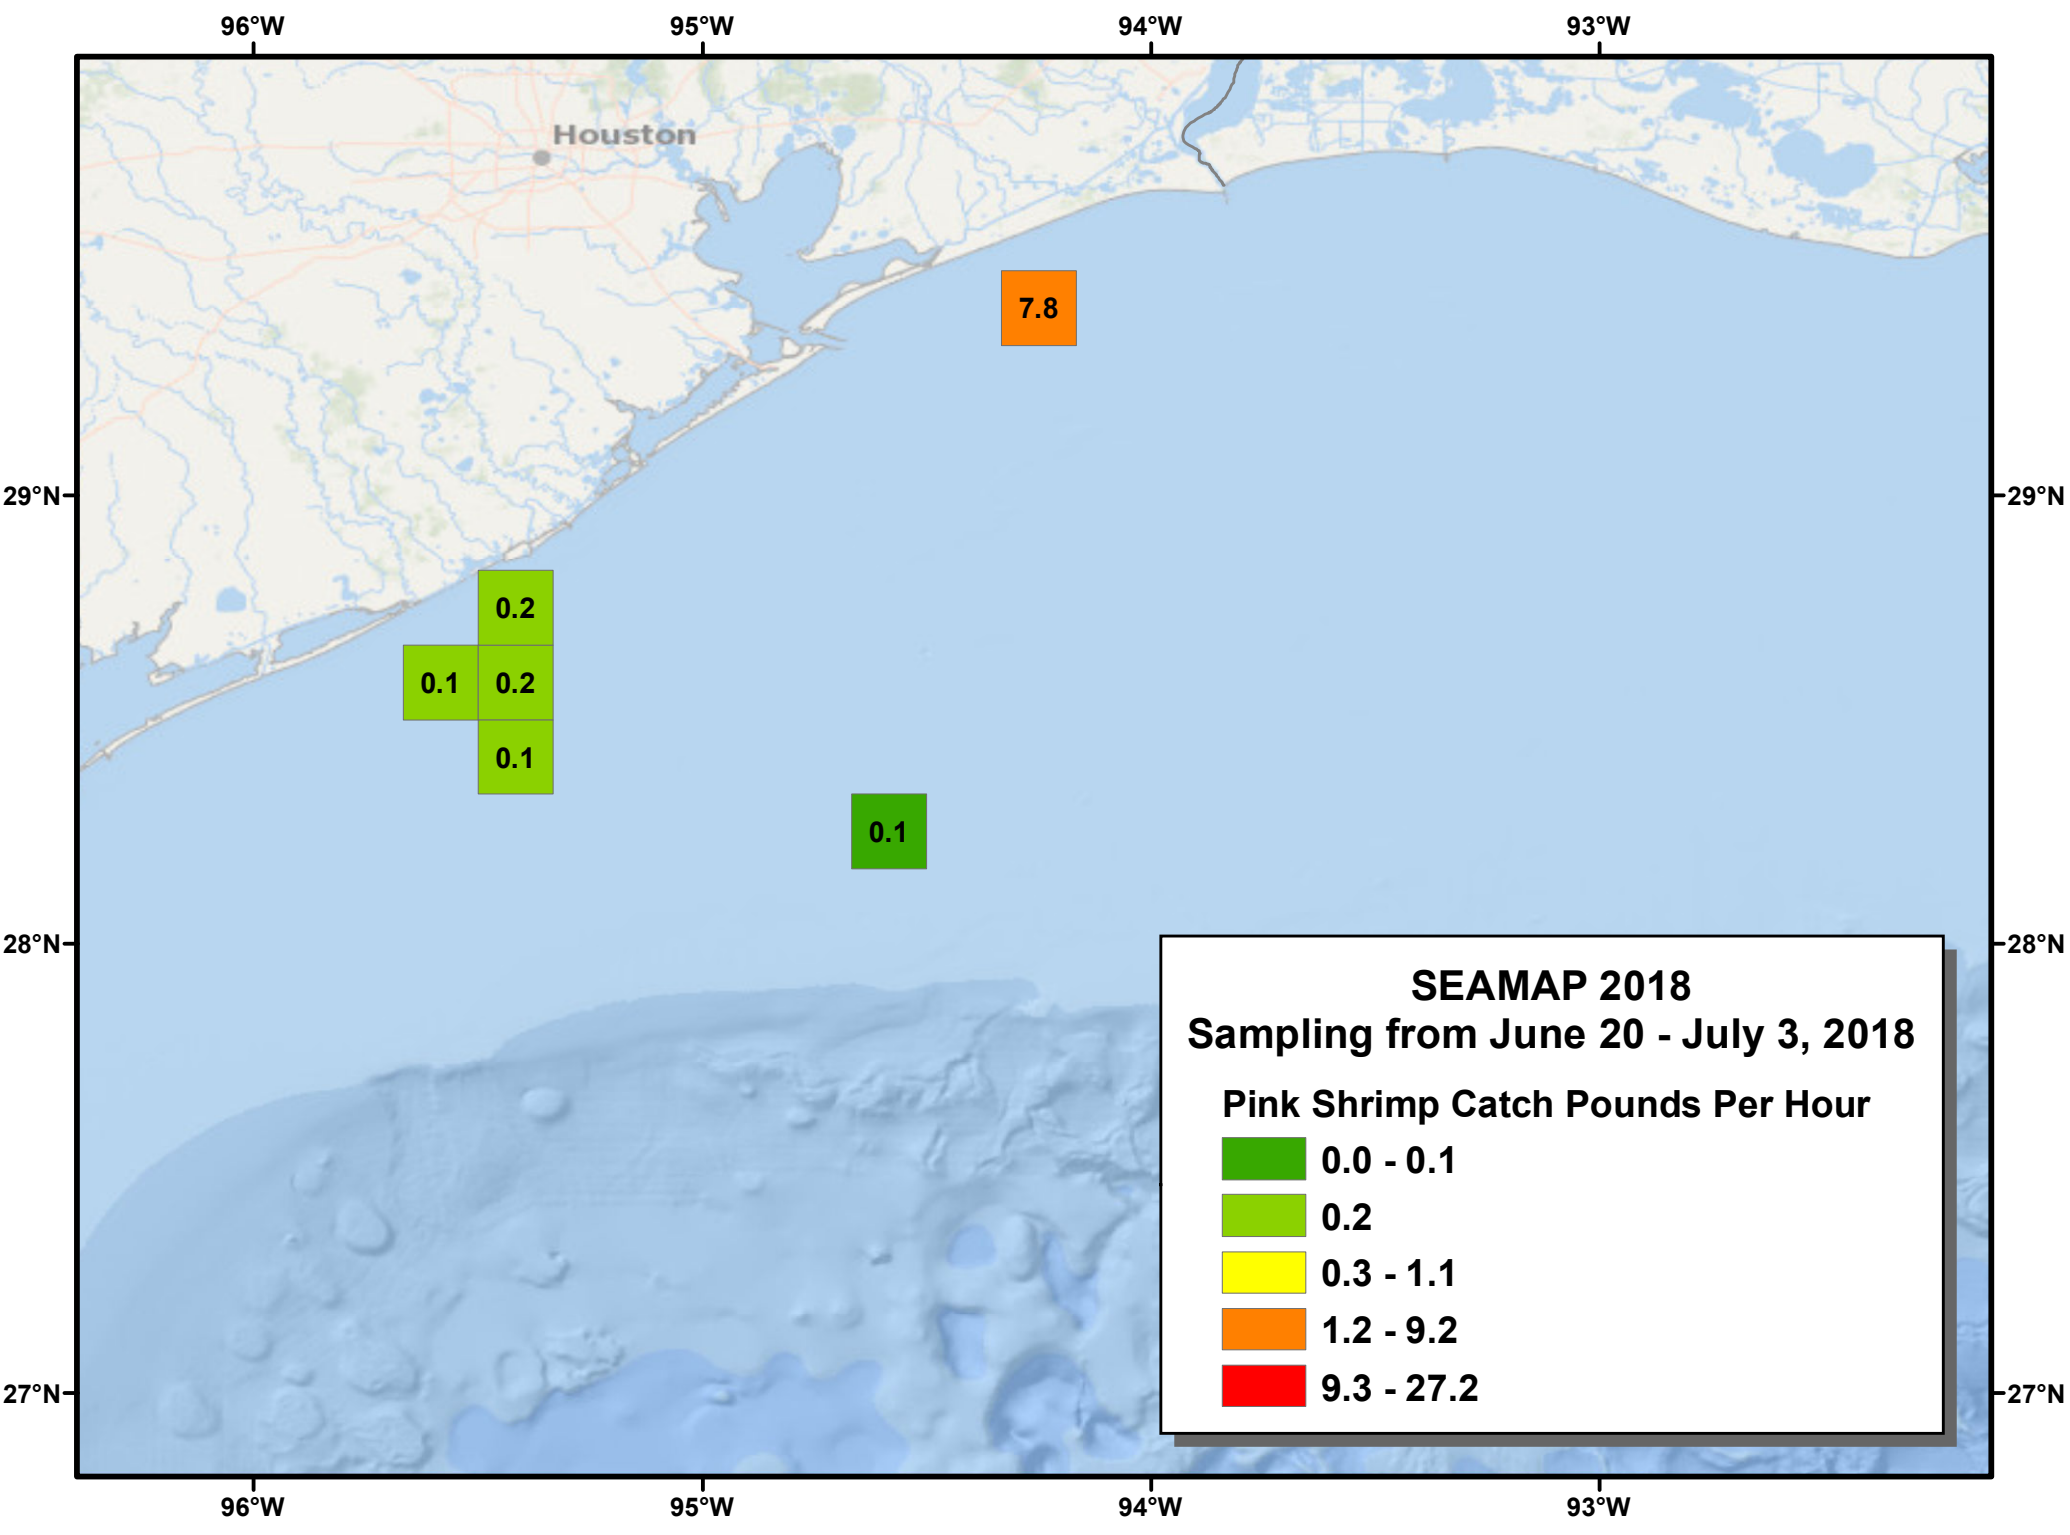 96°W 95°W 94°W 93°W
Houston
7.8
29°N 29°N
0.2
0.1 0.2
0.1
0.1
28°N 28°N
SEAMAP 2018
Sampling from June 20 - July 3, 2018
Pink Shrimp Catch Pounds Per Hour
0.0 - 0.1
0.2
0.3 - 1.1
1.2 - 9.2
9.3 - 27.2
27°N 27°N
96°W 95°W 94°W 93°W